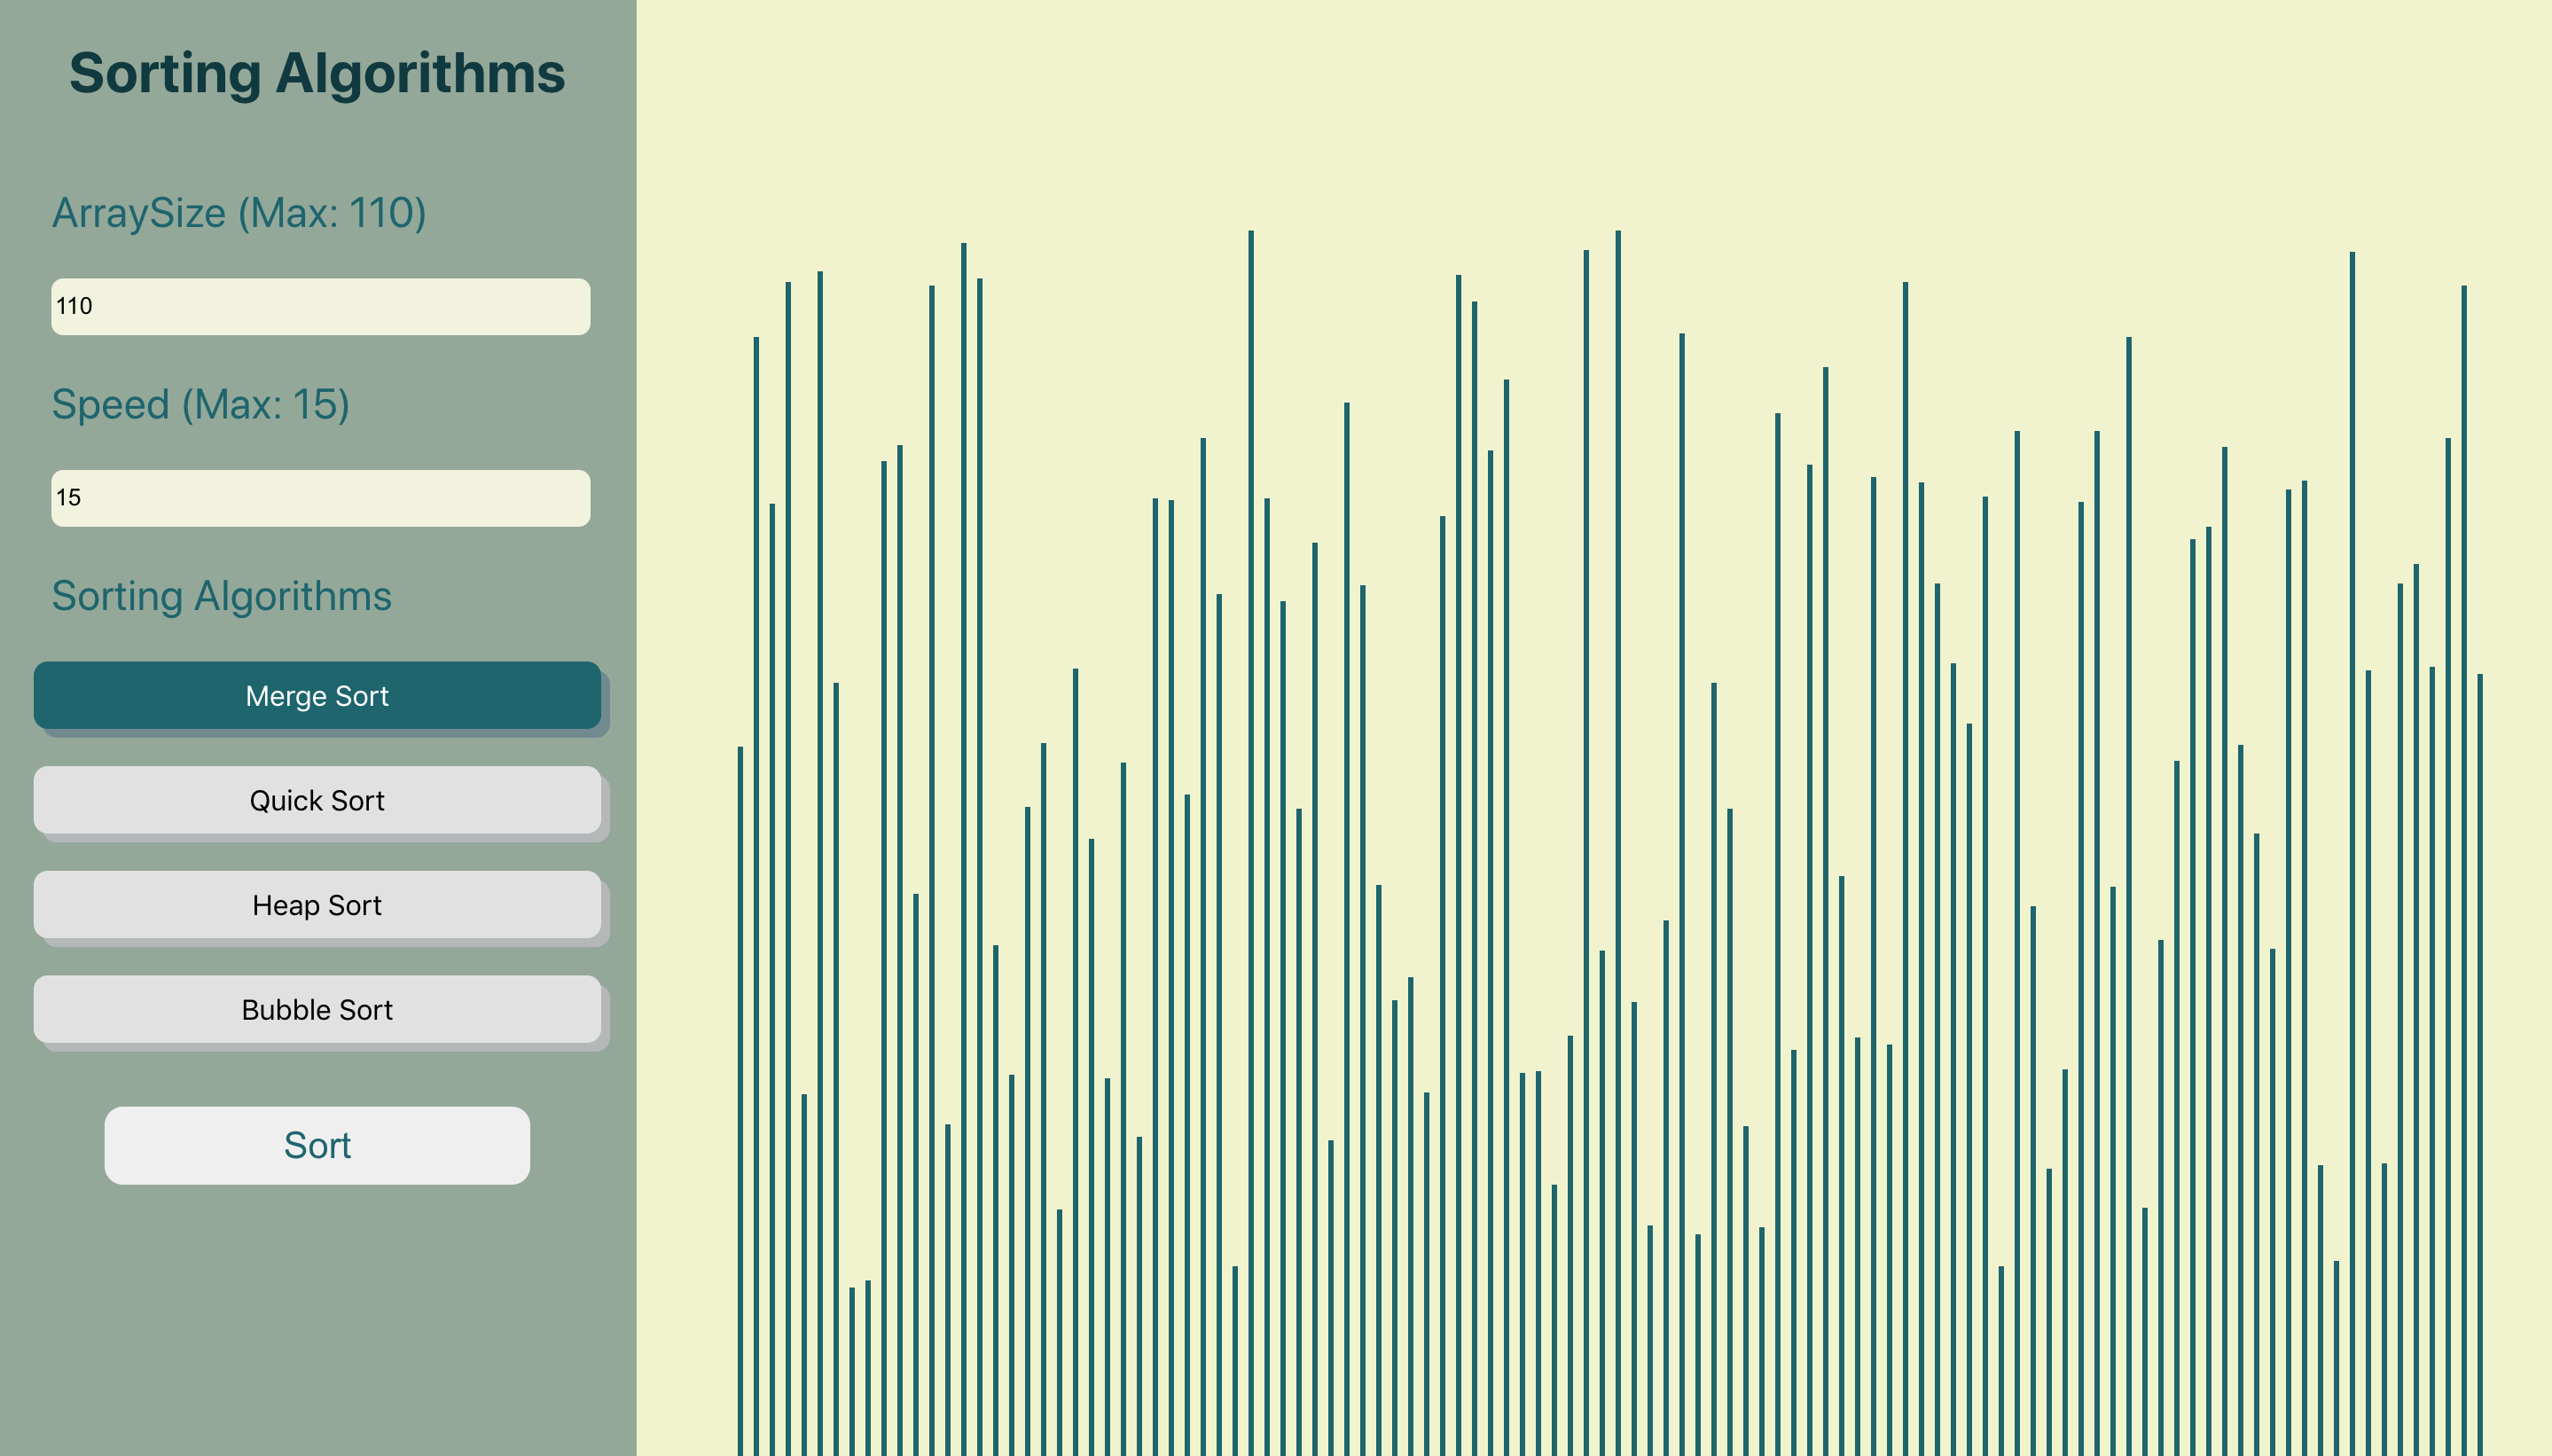 Sorting Algorithms
ArraySize (Max: 110)
110
Speed (Max: 15)
15
Sorting Algorithms
Merge Sort
Quick Sort
Heap Sort
Bubble Sort
Sort